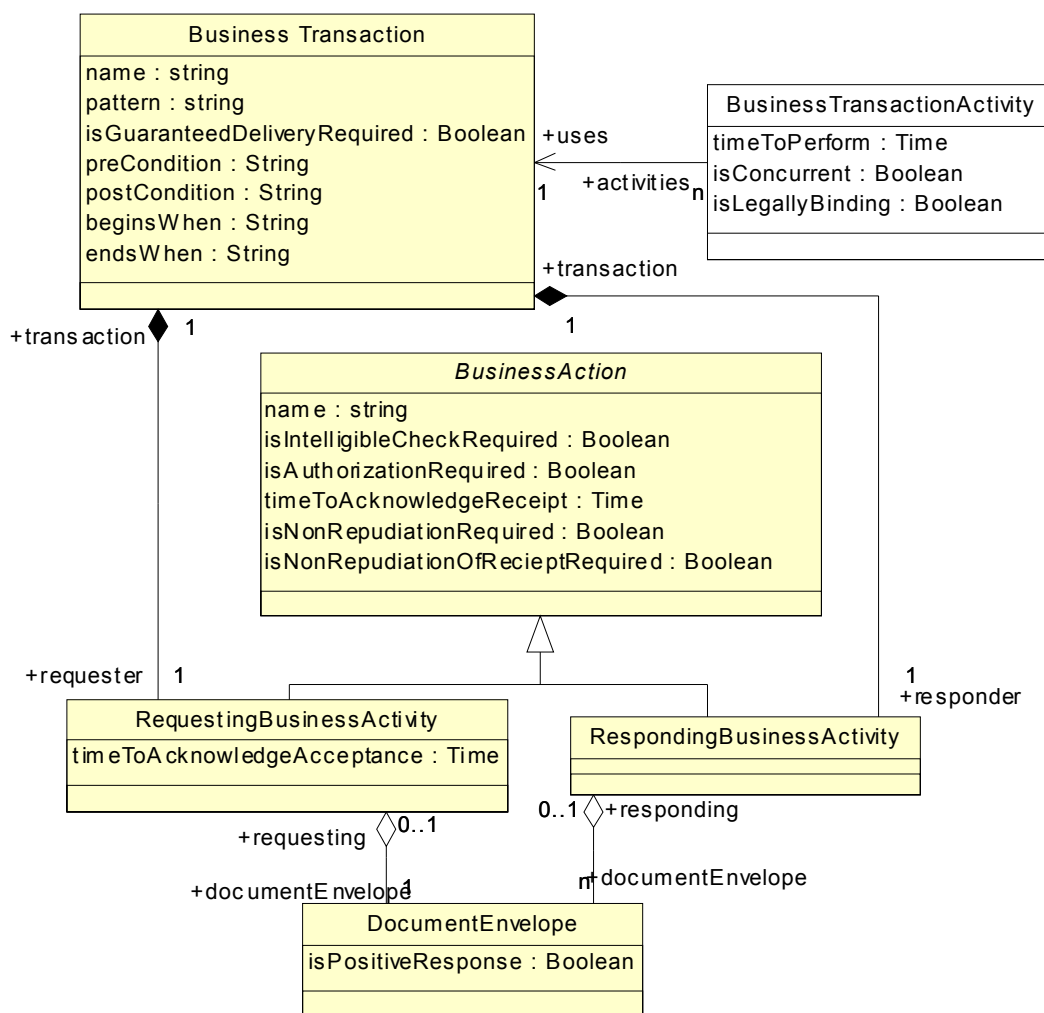 Business Transaction
name : string
pattern : string
isGuaranteedDeliveryRequired : Boolean
preCondition : String
postCondition : String
beginsWhen : String
endsWhen : String
BusinessTransactionActivity
timeToPerform : Time
isConcurrent : Boolean
isLegallyBinding : Boolean
+uses
1
+activities
n
+transaction
1
+transaction
1
BusinessAction
name : string
isIntelligibleCheckRequired : Boolean
isAuthorizationRequired : Boolean
timeToAcknowledgeReceipt : Time
isNonRepudiationRequired : Boolean
isNonRepudiationOfRecieptRequired : Boolean
+requester
1
1
+responder
RequestingBusinessActivity
timeToAcknowledgeAcceptance : Time
RespondingBusinessActivity
+requesting
0..1
0..1
+responding
+documentEnvelope
1
n
+documentEnvelope
DocumentEnvelope
isPositiveResponse : Boolean